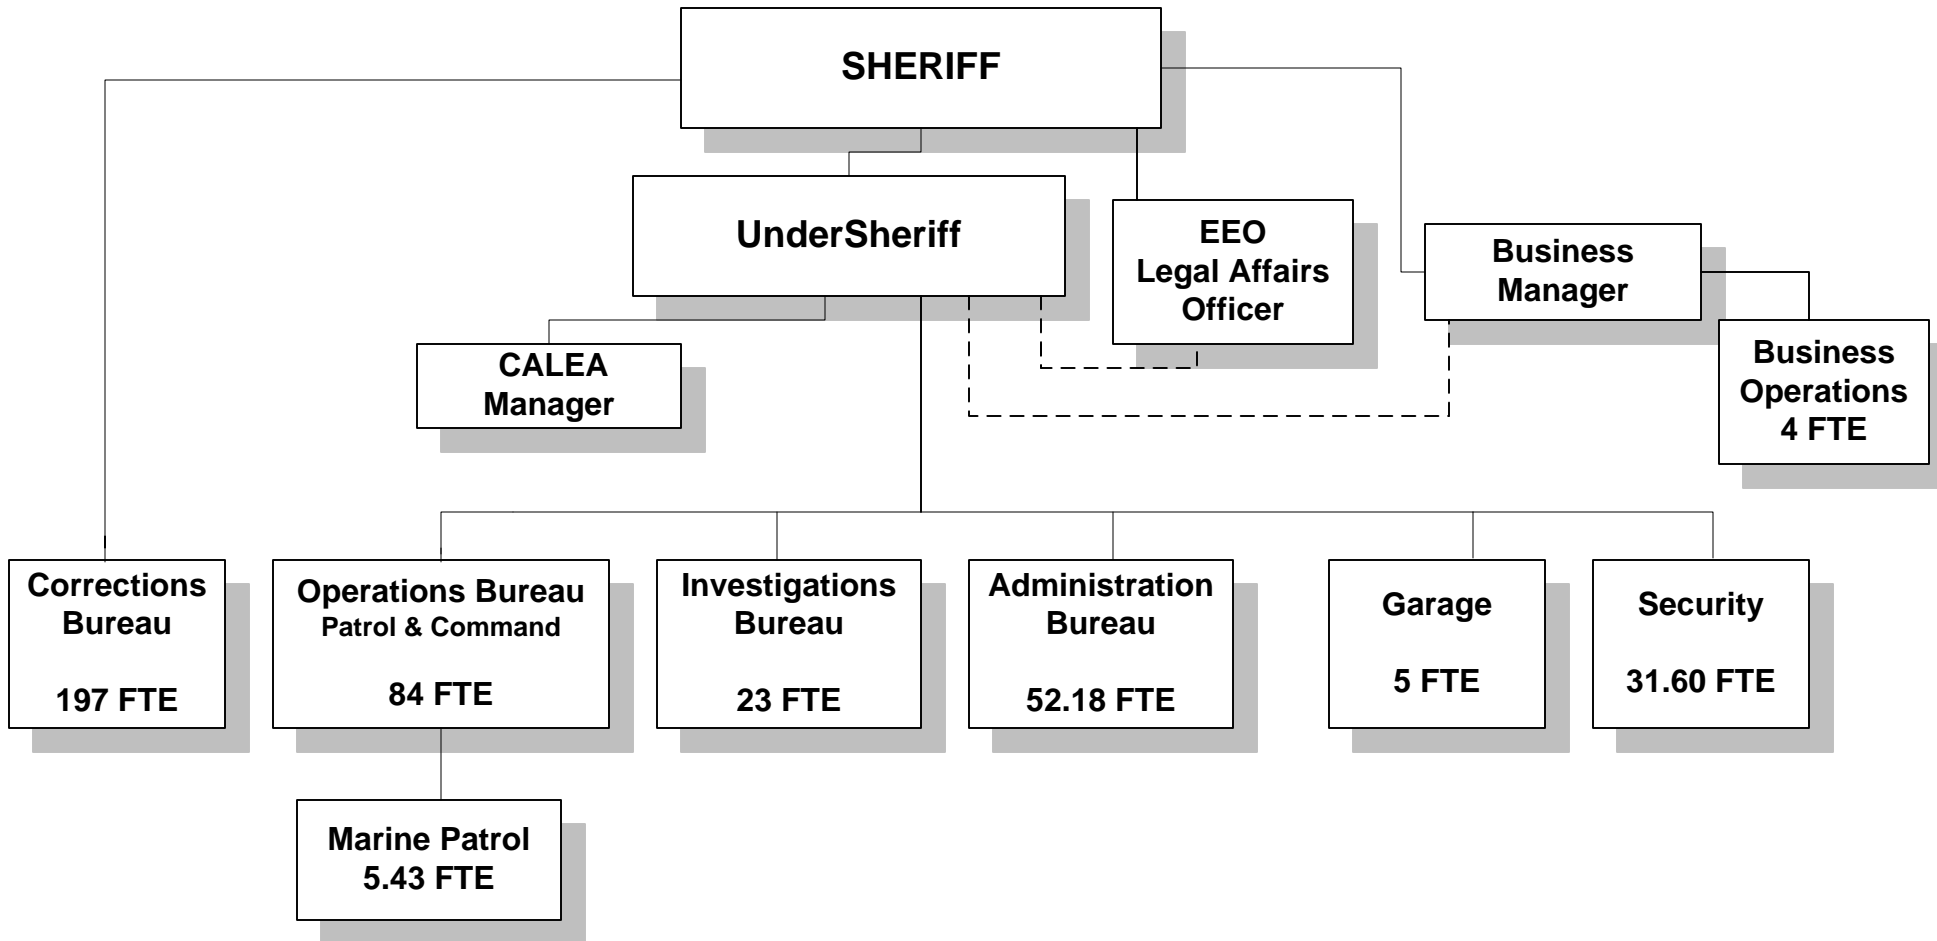 SHERIFF
UnderSheriff
EEO
Legal Affairs
Officer
Business
Manager
CALEA
Manager
Business
Operations
4 FTE
Corrections
Bureau
197 FTE
Operations Bureau
Patrol & Command
84 FTE
Investigations
Bureau
23 FTE
Administration
Bureau
52.18 FTE
Garage
5 FTE
Security
31.60 FTE
Marine Patrol
5.43 FTE